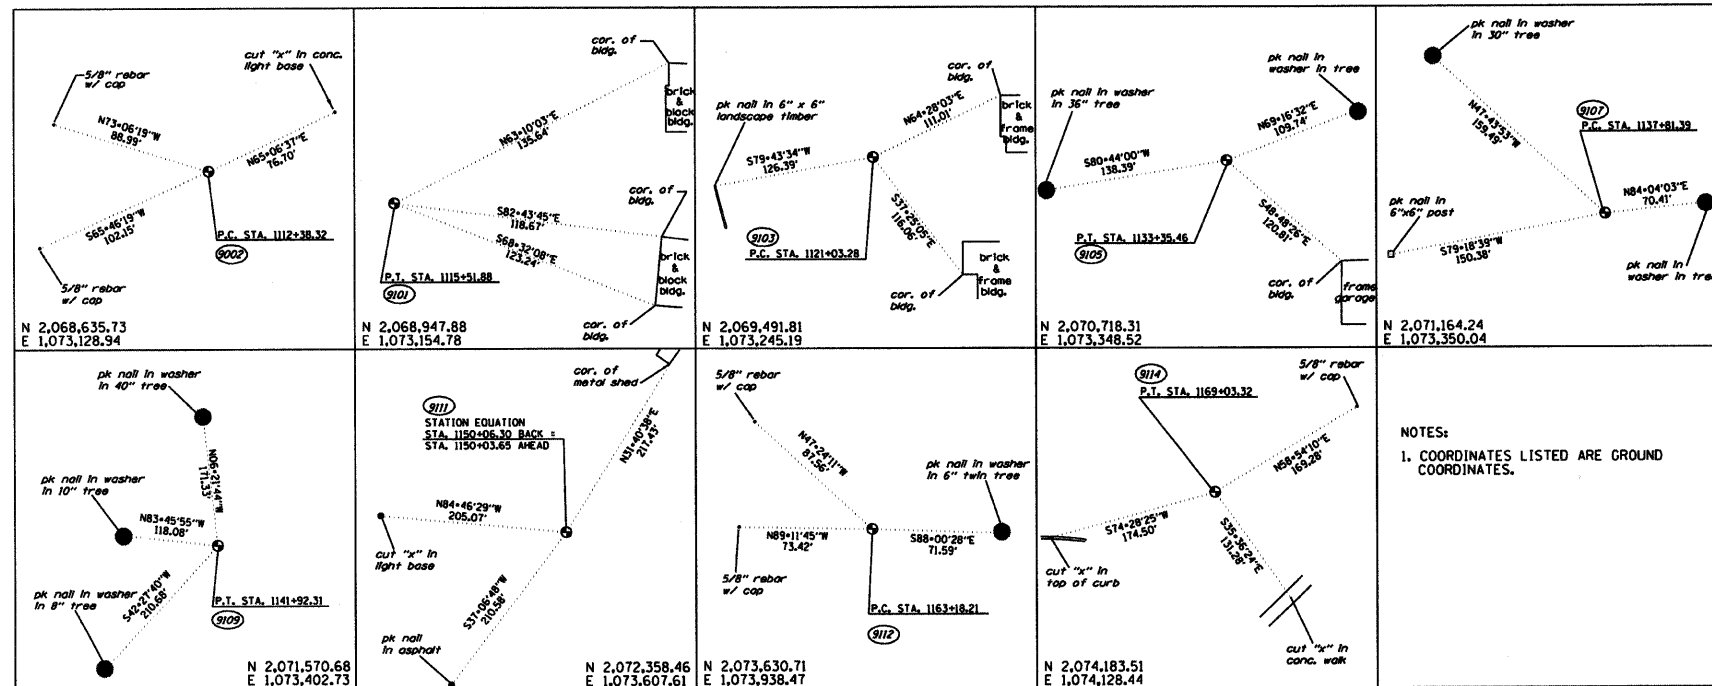 5/8" rebar
w/ cap
cut "x" in conc.
light base
N73°06'19"W
88.99'
N65°06'37"E
76.70'
S65°46'19"W
102.15'
P.C. STA. 1112+38.32
9002
5/8" rebar
w/ cap
N 2,068,635.73
E 1,073,128.94
cor. of
bldg.
brick
&
block
bldg.
N63°10'03"E
135.64'
cor. of
bldg.
S82°43'45"E
118.67'
S68°32'08"E
123.24'
brick
&
block
bldg.
P.T. STA. 1115+51.88
9101
cor. of
bldg.
N 2,068,947.88
E 1,073,154.78
cor. of
bldg.
brick
&
frame
bldg.
pk nail in 6" x 6"
landscape timber
N64°28'03"E
111.01'
S79°43'34"W
126.39'
S37°25'05"E
116.06'
9103
P.C. STA. 1121+03.28
brick
&
frame
bldg.
cor. of
bldg.
N 2,069,491.81
E 1,073,245.19
pk nail in
washer in tree
pk nail in washer
in 36" tree
N69°16'32"E
109.74'
S80°44'00"W
138.39'
S48°48'26"E
120.81'
P.T. STA. 1133+35.46
9105
cor. of
bldg.
frame
garage
N 2,070,718.31
E 1,073,348.52
pk nail in washer
in 30" tree
N47°43'53"W
159.49'
9107
P.C. STA. 1137+81.39
N84°04'03"E
70.41'
pk nail in
6"x6" post
S79°18'39"W
150.38'
pk nail in
washer in tree
N 2,071,164.24
E 1,073,350.04
pk nail in washer
in 40" tree
N06°21'44"W
171.33'
pk nail in washer
in 10" tree
N83°45'55"W
118.08'
pk nail in washer
in 8" tree
S42°27'40"W
210.68'
P.T. STA. 1141+92.31
9109
N 2,071,570.68
E 1,073,402.73
cor. of
metal shed
9111
STATION EQUATION
STA. 1150+06.30 BACK =
STA. 1150+03.65 AHEAD
N31°40'38"E
217.43'
N84°46'29"W
205.07'
cut "x" in
light base
S37°06'48"W
210.58'
pk nail
in asphalt
N 2,072,358.46
E 1,073,607.61
5/8" rebar
w/ cap
N47°24'11"W
87.56'
pk nail in washer
in 6" twin tree
N89°11'45"W
73.42'
S88°00'28"E
71.59'
5/8" rebar
w/ cap
P.C. STA. 1163+18.21
9112
N 2,073,630.71
E 1,073,938.47
9114
P.T. STA. 1169+03.32
5/8" rebar
w/ cap
N58°54'10"E
169.28'
S74°28'25"W
174.50'
S35°36'24"E
131.28'
cut "x" in
top of curb
cut "x" in
conc. walk
N 2,074,183.51
E 1,074,128.44
NOTES:
1. COORDINATES LISTED ARE GROUND
COORDINATES.